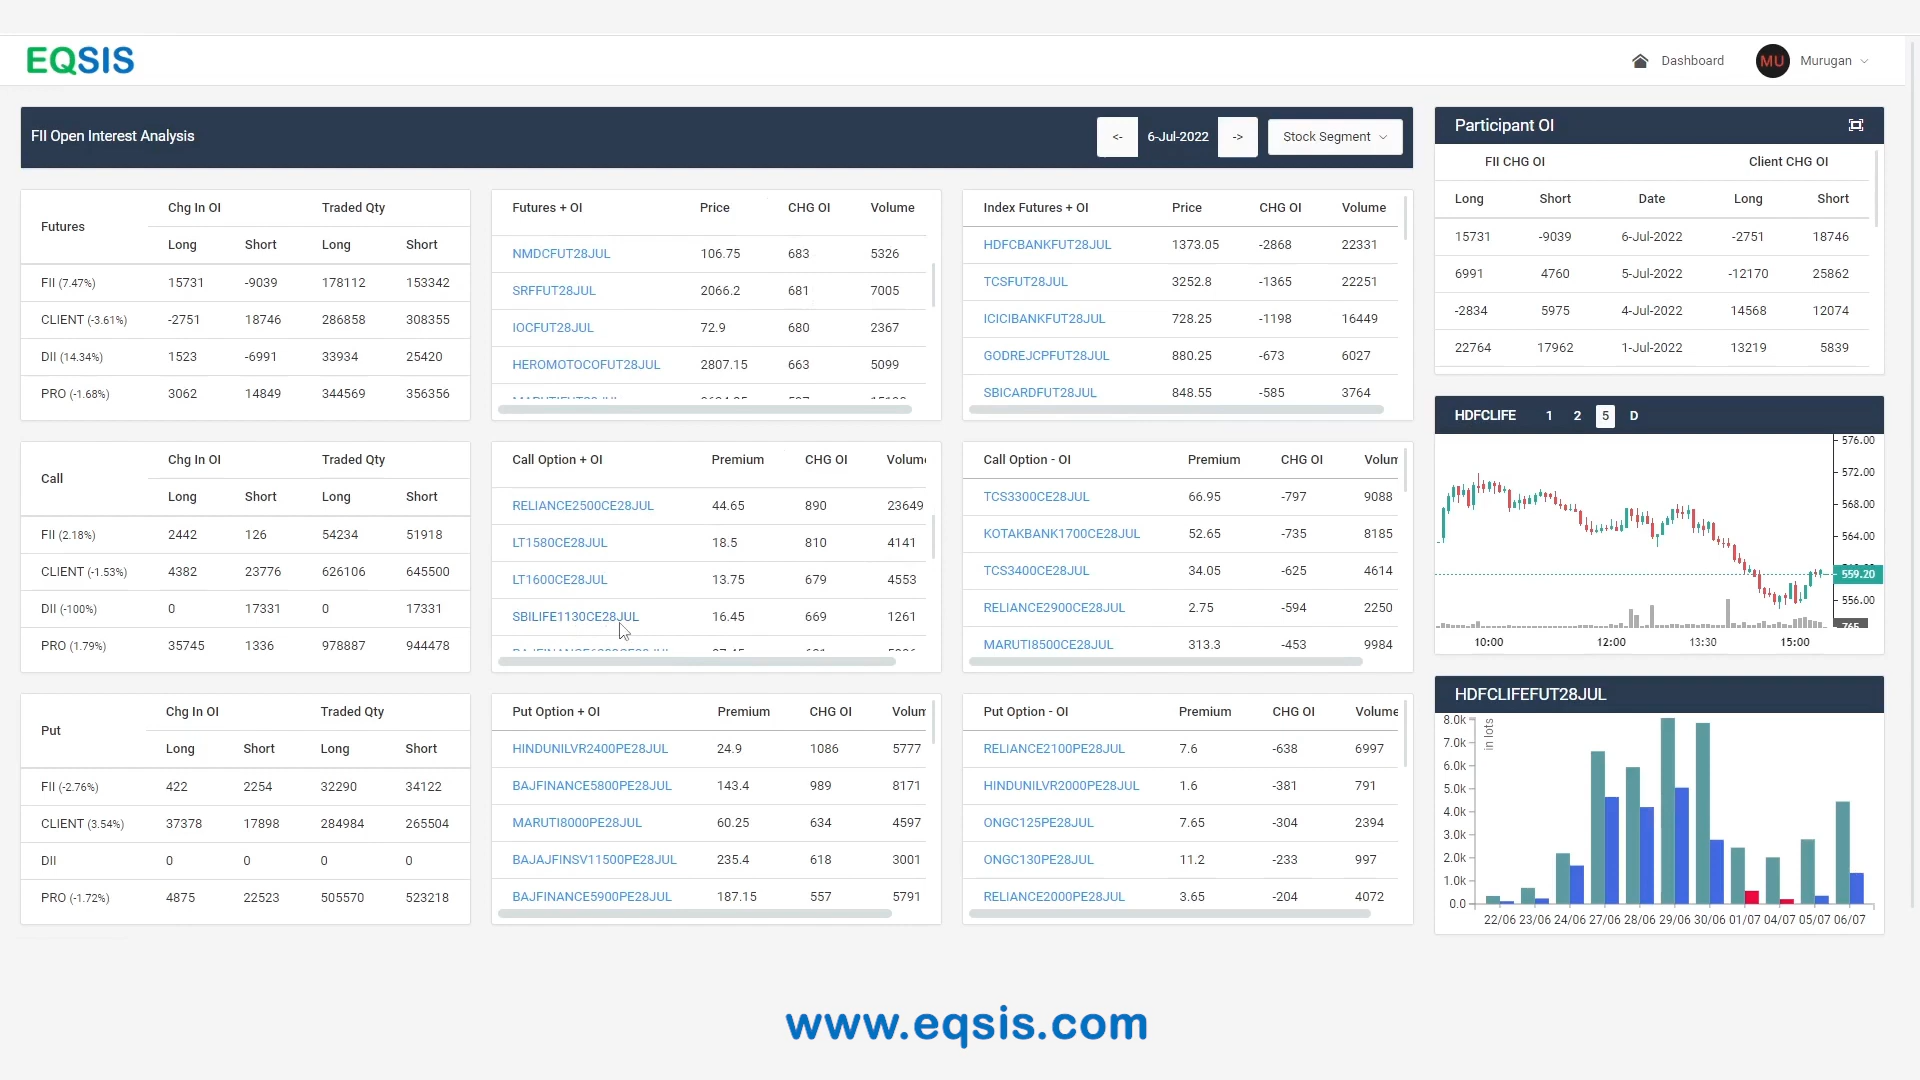 EQSIS
Dashboard
MU Murugan
FII Open Interest Analysis
<- 6-Jul-2022 -> Stock Segment
Futures Chg In OI Traded Qty
Long Short Long Short
FII (7.47%) 15731 -9039 178112 153342
CLIENT (-3.61%) -2751 18746 286858 308355
DII (14.34%) 1523 -6991 33934 25420
PRO (-1.68%) 3062 14849 344569 356356
Futures + OI Price CHG OI Volume
NMDCFUT28JUL 106.75 683 5326
SRFFUT28JUL 2066.2 681 7005
IOCFUT28JUL 72.9 680 2367
HEROMOTOCOFUT28JUL 2807.15 663 5099
Index Futures + OI Price CHG OI Volume
HDFCBANKFUT28JUL 1373.05 -2868 22331
TCSFUT28JUL 3252.8 -1365 22251
ICICIBANKFUT28JUL 728.25 -1198 16449
GODREJCPFUT28JUL 880.25 -673 6027
SBICARDFUT28JUL 848.55 -585 3764
Call Chg In OI Traded Qty
Long Short Long Short
FII (2.18%) 2442 126 54234 51918
CLIENT (-1.53%) 4382 23776 626106 645500
DII (-100%) 0 17331 0 17331
PRO (1.79%) 35745 1336 978887 944478
Call Option + OI Premium CHG OI Volume
RELIANCE2500CE28JUL 44.65 890 23649
LT1580CE28JUL 18.5 810 4141
LT1600CE28JUL 13.75 679 4553
SBILIFE1130CE28JUL 16.45 669 1261
Call Option - OI Premium CHG OI Volum
TCS3300CE28JUL 66.95 -797 9088
KOTAKBANK1700CE28JUL 52.65 -735 8185
TCS3400CE28JUL 34.05 -625 4614
RELIANCE2900CE28JUL 2.75 -594 2250
MARUTI8500CE28JUL 313.3 -453 9984
Put Chg In OI Traded Qty
Long Short Long Short
FII (-2.76%) 422 2254 32290 34122
CLIENT (3.54%) 37378 17898 284984 265504
DII 0 0 0 0
PRO (-1.72%) 4875 22523 505570 523218
Put Option + OI Premium CHG OI Volum
HINDUNILVR2400PE28JUL 24.9 1086 5777
BAJFINANCE5800PE28JUL 143.4 989 8171
MARUTI8000PE28JUL 60.25 634 4597
BAJAJFINSV11500PE28JUL 235.4 618 3001
BAJFINANCE5900PE28JUL 187.15 557 5791
Put Option - OI Premium CHG OI Volume
RELIANCE2100PE28JUL 7.6 -638 6997
HINDUNILVR2000PE28JUL 1.6 -381 791
ONGC125PE28JUL 7.65 -304 2394
ONGC130PE28JUL 11.2 -233 997
RELIANCE2000PE28JUL 3.65 -204 4072
Participant OI
FII CHG OI Client CHG OI
Long Short Date Long Short
15731 -9039 6-Jul-2022 -2751 18746
6991 4760 5-Jul-2022 -12170 25862
-2834 5975 4-Jul-2022 14568 12074
22764 17962 1-Jul-2022 13219 5839
HDFCLIFE 1 2 5 D
576.00
572.00
568.00
564.00
559.20
556.00
765
10:00 12:00 13:30 15:00
HDFCLIFEFUT28JUL
in lots
8.0k
7.0k
6.0k
5.0k
4.0k
3.0k
2.0k
1.0k
0.0
22/06 23/06 24/06 27/06 28/06 29/06 30/06 01/07 04/07 05/07 06/07
www.eqsis.com